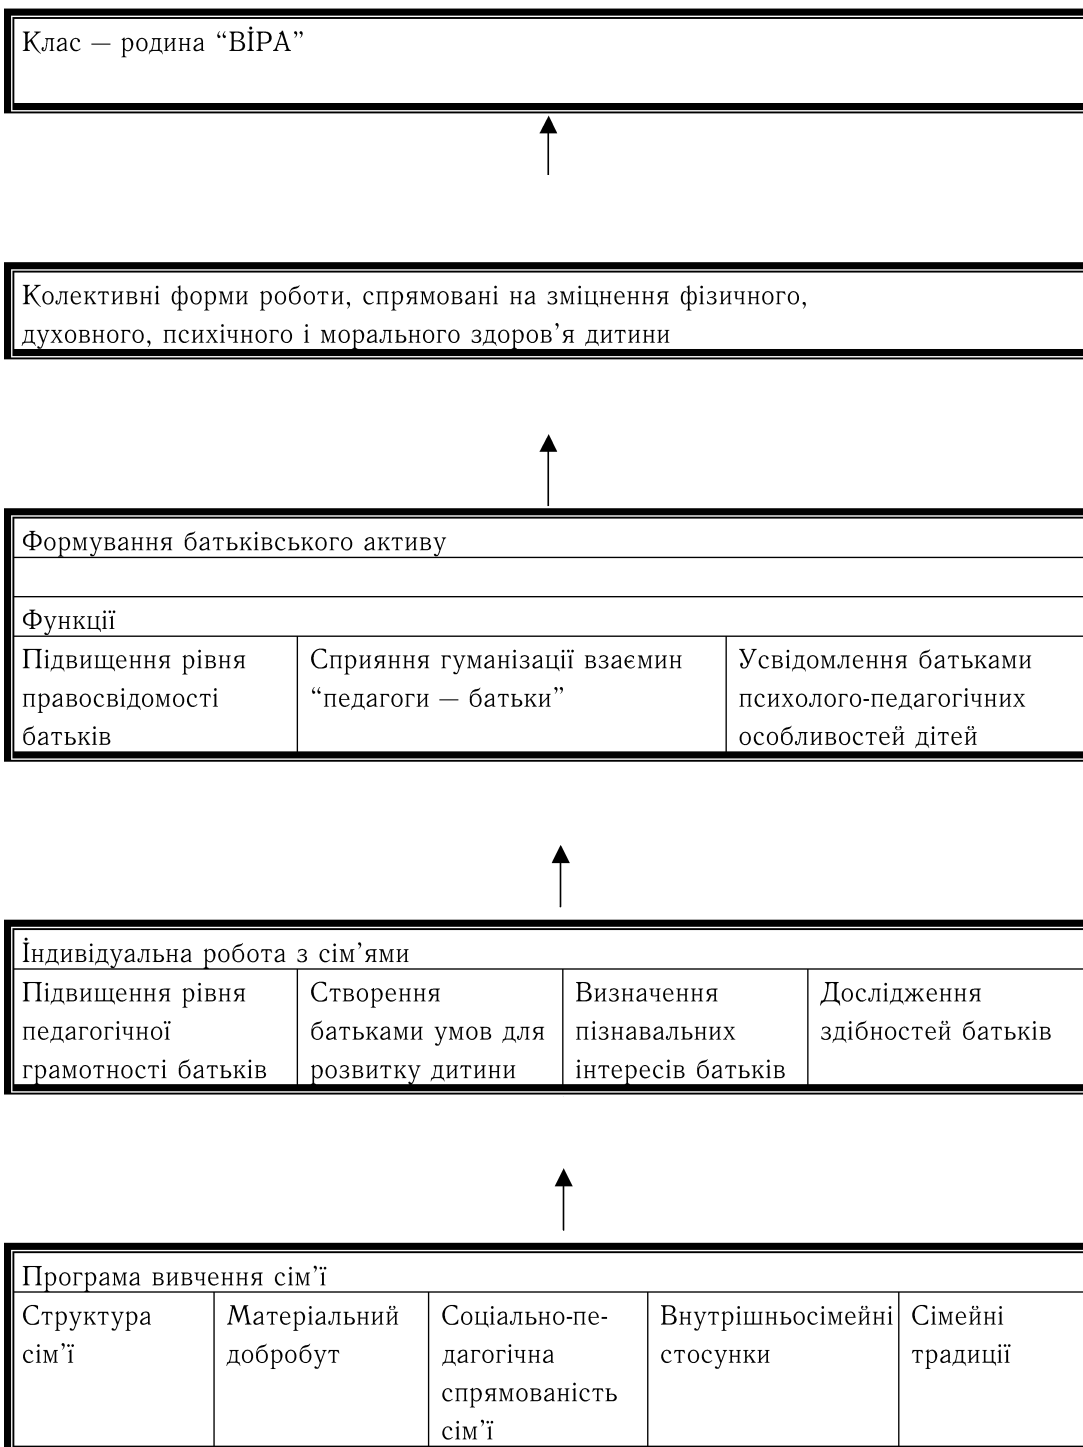 Клас — родина “ВІРА”
Колективні форми роботи, спрямовані на зміцнення фізичного,
духовного, психічного і морального здоров’я дитини
Формування батьківського активу
Функції
Підвищення рівня
правосвідомості
батьків
Сприяння гуманізації взаємин
“педагоги — батьки”
Усвідомлення батьками
психолого-педагогічних
особливостей дітей
Індивідуальна робота з сім’ями
Підвищення рівня
педагогічної
грамотності батьків
Створення
батьками умов для
розвитку дитини
Визначення
пізнавальних
інтересів батьків
Дослідження
здібностей батьків
Програма вивчення сім’ї
Структура
сім’ї
Матеріальний
добробут
Соціально-пе-
дагогічна
спрямованість
сім’ї
Внутрішньосімейні
стосунки
Сімейні
традиції